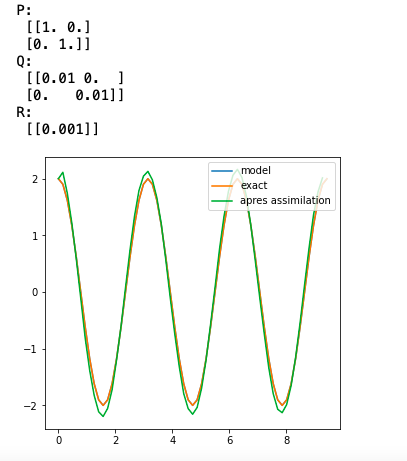 P:
[[1. 0.]
[0. 1.]]
Q:
[[0.01 0.  ]
[0.   0.01]]
R:
[[0.001]]
model
exact
apres assimilation
2
1
0
−1
−2
0 2 4 6 8